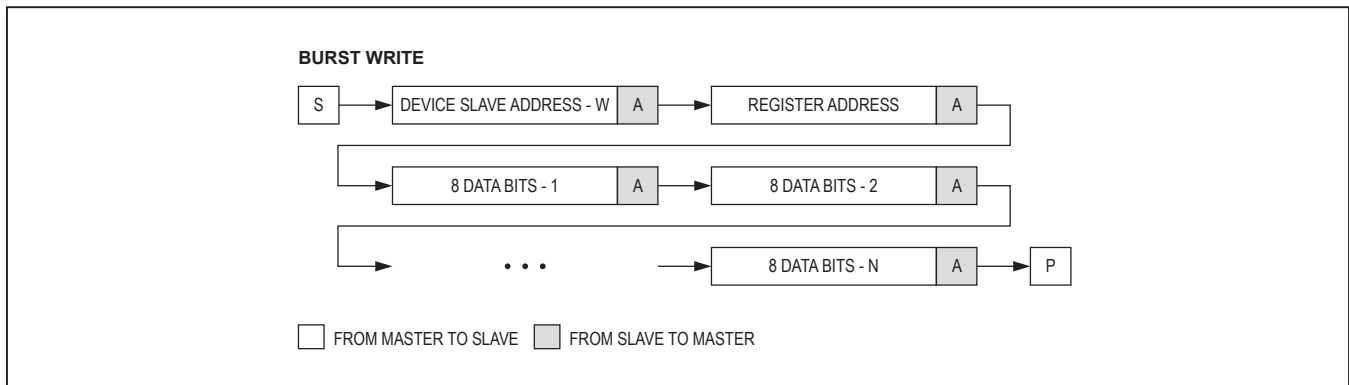 BURST WRITE
S DEVICE SLAVE ADDRESS - W A REGISTER ADDRESS A
8 DATA BITS - 1 A 8 DATA BITS - 2 A
• • • 8 DATA BITS - N A P
FROM MASTER TO SLAVE FROM SLAVE TO MASTER